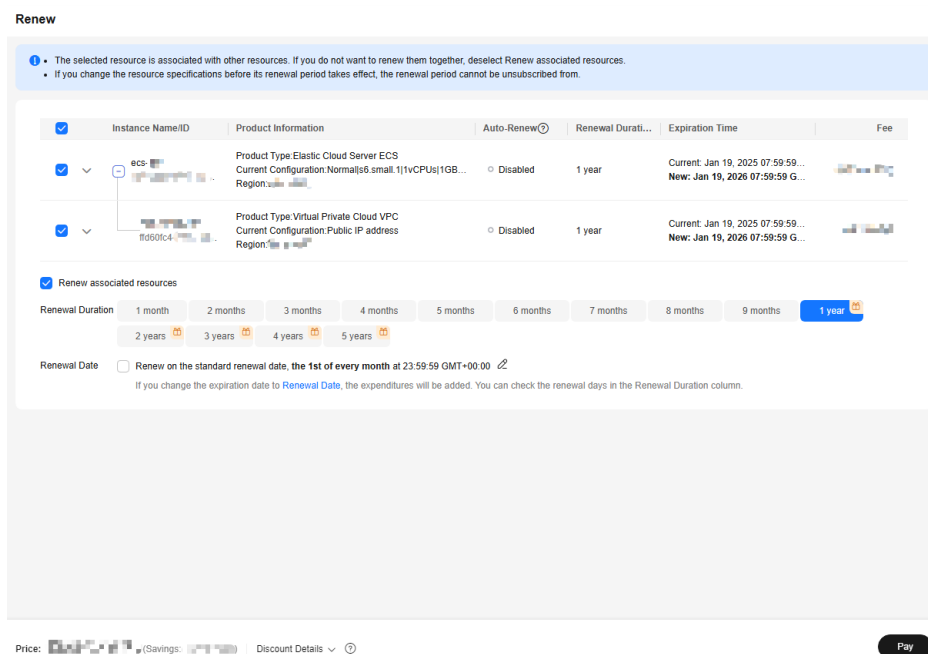 Renew
The selected resource is associated with other resources. If you do not want to renew them together, deselect Renew associated resources.
If you change the resource specifications before its renewal period takes effect, the renewal period cannot be unsubscribed from.
Instance Name/ID Product Information Auto-Renew Renewal Durati... Expiration Time Fee
ecs-
Product Type:Elastic Cloud Server ECS
Current Configuration:Normal|s6.small.1|1vCPUs|1GB...
Region:
Disabled
1 year
Current: Jan 19, 2025 07:59:59...
New: Jan 19, 2026 07:59:59 G...
ffd60fc4-
Product Type:Virtual Private Cloud VPC
Current Configuration:Public IP address
Region:
Disabled
1 year
Current: Jan 19, 2025 07:59:59...
New: Jan 19, 2026 07:59:59 G...
Renew associated resources
Renewal Duration 1 month 2 months 3 months 4 months 5 months 6 months 7 months 8 months 9 months 1 year
2 years 3 years 4 years 5 years
Renewal Date Renew on the standard renewal date, the 1st of every month at 23:59:59 GMT+00:00
If you change the expiration date to Renewal Date, the expenditures will be added. You can check the renewal days in the Renewal Duration column.
Price: (Savings: ) Discount Details Pay